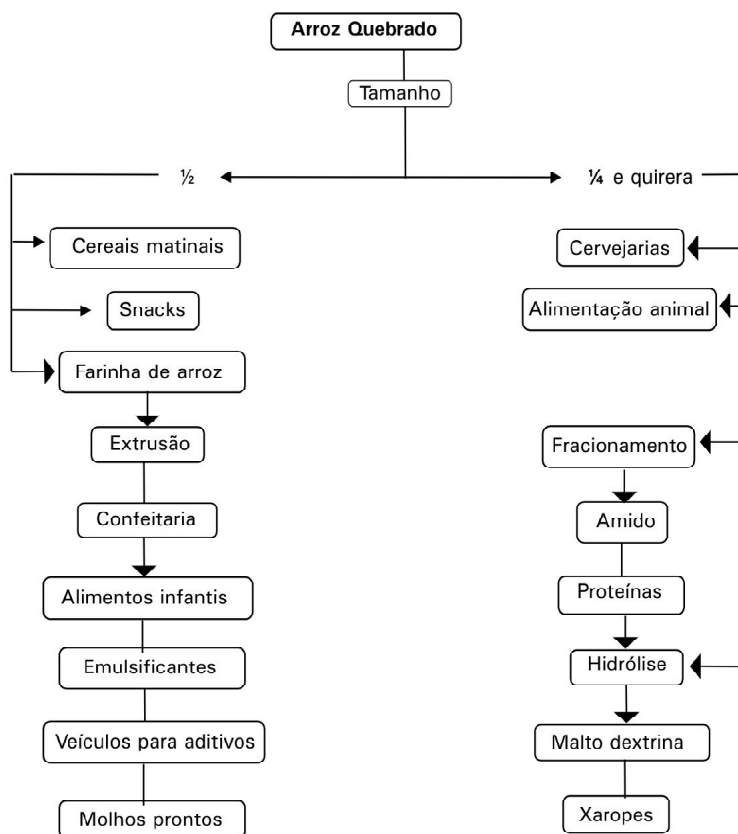 Arroz Quebrado
Tamanho
½
¼ e quirera
Cereais matinais
Snacks
Farinha de arroz
Extrusão
Confeitaria
Alimentos infantis
Emulsificantes
Veículos para aditivos
Molhos prontos
Cervejarias
Alimentação animal
Fracionamento
Amido
Proteínas
Hidrólise
Malto dextrina
Xaropes